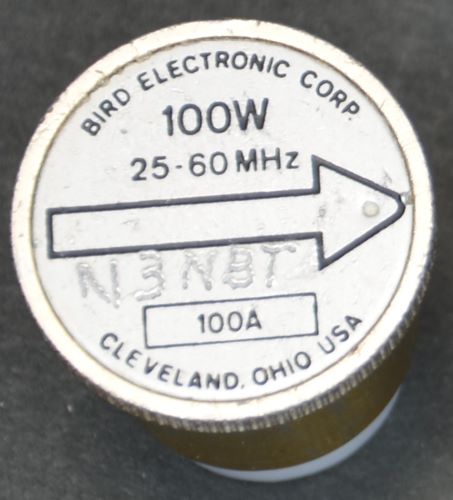 BIRD ELECTRONIC CORP.
100W
25-60 MHz
N3NBT
100A
CLEVELAND, OHIO USA